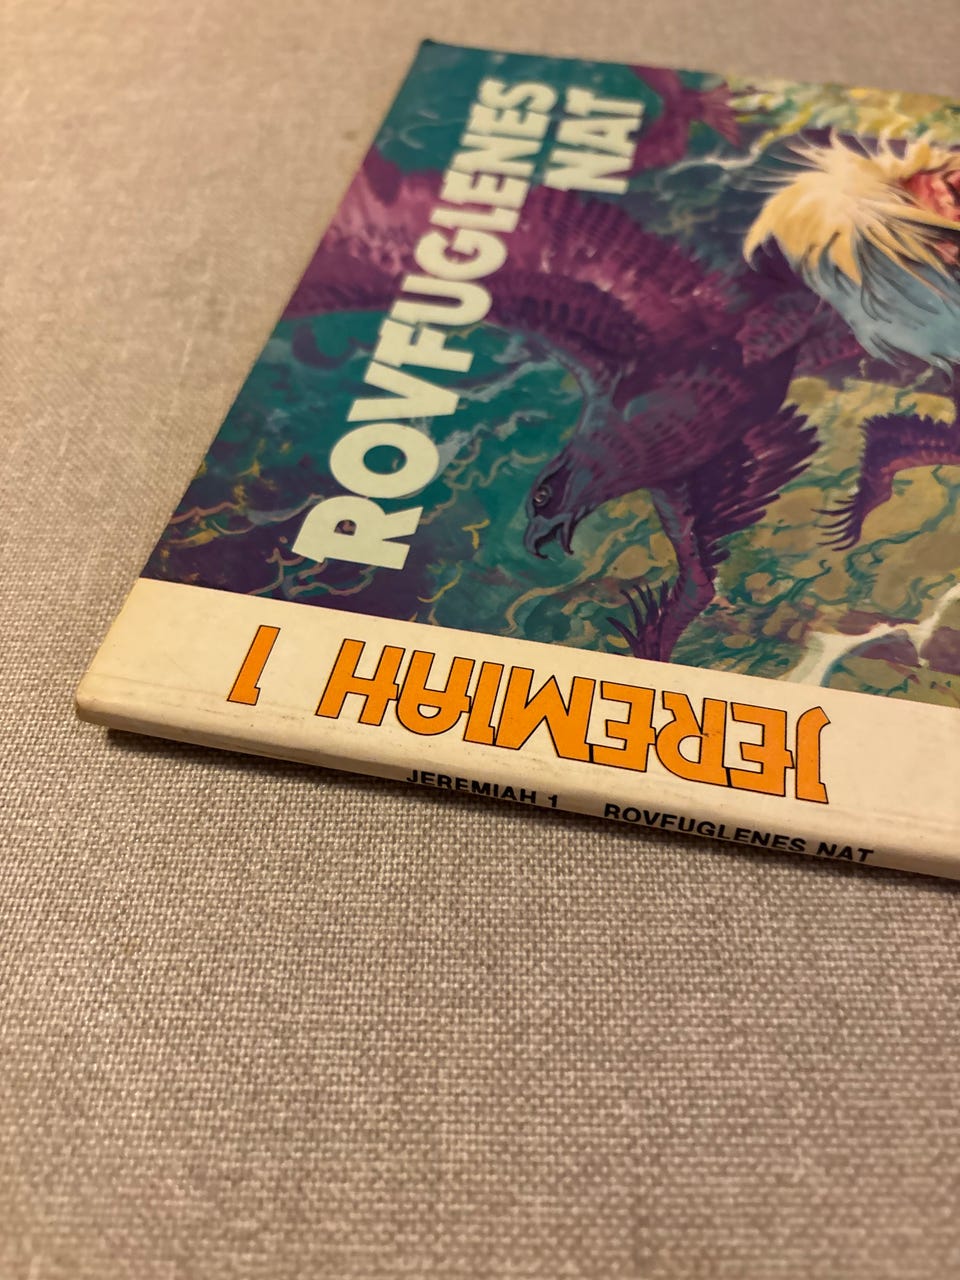 ROVFUGLENES
NAT
JEREMIAH 1
JEREMIAH 1 ROVFUGLENES NAT